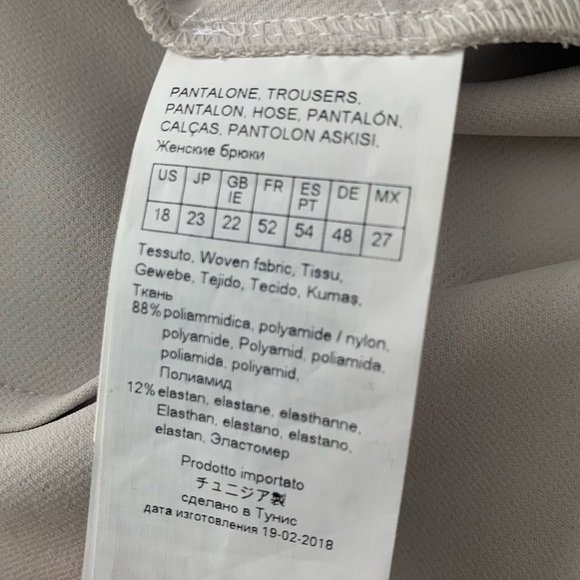 PANTALONE, TROUSERS,
PANTALON. HOSE, PANTALÓN.
CALÇAS, PANTOLON ASKISI,
Женские брюки
US JP GB IE FR ES PT DE MX
18 23 22 52 54 48 27
Tessuto, Woven fabric, Tissu,
Gewebe, Tejido, Tecido, Kumaş,
Ткань
88% poliammidica, polyamide / nylon,
polyamide, Polyamid, poliamida,
poliamida, poliyamid,
Полиамид
12% elastan, elastane, elasthanne,
Elasthan, elastano, elastano,
elastan, Эластомер
Prodotto importato
チュニジア製
сделано в Тунис
дата изготовления 19-02-2018